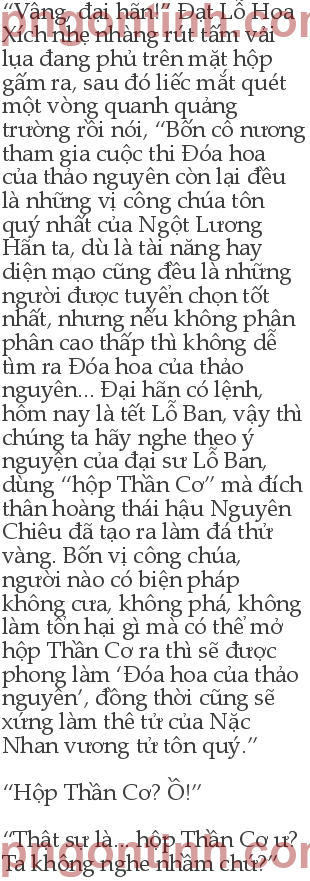 “Vâng, đại hãn!” Đạt Lỗ Hoa
Xích nhẹ nhàng rút tấm vải
lụa đang phủ trên mặt hộp
gấm ra, sau đó liếc mắt quét
một vòng quanh quảng
trường rồi nói, “Bốn cô nương
tham gia cuộc thi Đóa hoa
của thảo nguyên còn lại đều
là những vị công chúa tôn
quý nhất của Ngột Lương
Hãn ta, dù là tài năng hay
diện mạo cũng đều là những
người được tuyển chọn tốt
nhất, nhưng nếu không phân
phân cao thấp thì không dễ
tìm ra Đóa hoa của thảo
nguyên... Đại hãn có lệnh,
hôm nay là tết Lỗ Ban, vậy thì
chúng ta hãy nghe theo ý
nguyện của đại sư Lỗ Ban,
dùng “hộp Thần Cơ” mà đích
thân hoàng thái hậu Nguyên
Chiêu đã tạo ra làm đá thử
vàng. Bốn vị công chúa,
người nào có biện pháp
không cưa, không phá, không
làm tổn hại gì mà có thể mở
hộp Thần Cơ ra thì sẽ được
phong làm ‘Đóa hoa của thảo
nguyên’, đồng thời cũng sẽ
xứng làm thê tử của Nặc
Nhan vương tử tôn quý.”
“Hộp Thần Cơ? Ồ!”
“Thật sự là... hộp Thần Cơ ư?
Ta không nghe nhầm chứ?”
pngontinh.com
pngontinh.com